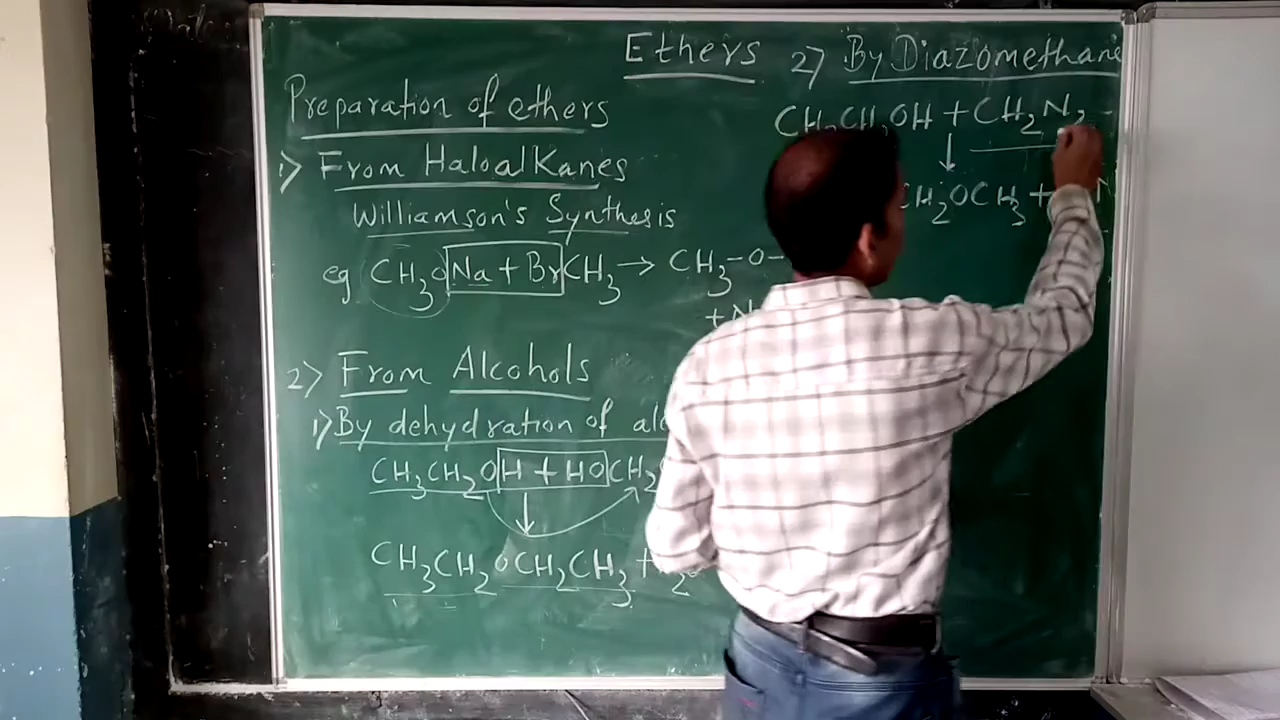 Ethers
Preparation of ethers
1) From Haloalkanes
Williamson's Synthesis
eg CH3ONa + BrCH3 → CH3-O-
+ N
2) From Alcohols
1) By dehydration of alc
CH3CH2OH + HOCH2
↓
CH3CH2OCH2CH3 + H2O
2) By Diazomethane
CH3CH2OH + CH2N2 -
↓
CH2OCH3 + N